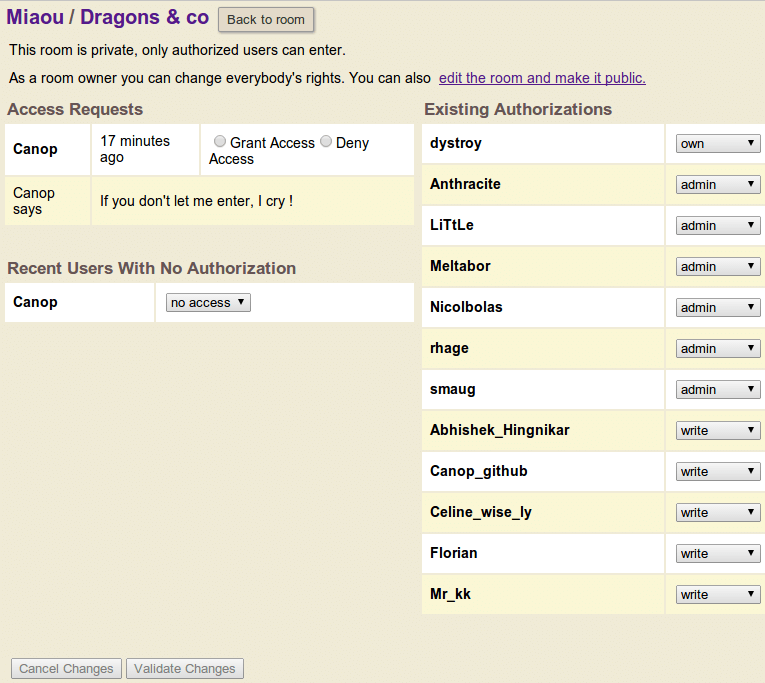 Miaou / Dragons & co Back to room
This room is private, only authorized users can enter.
As a room owner you can change everybody's rights. You can also edit the room and make it public.
Access Requests
Canop
17 minutes
ago
Grant Access Deny
Access
Canop
says
If you don't let me enter, I cry !
Recent Users With No Authorization
Canop no access
Existing Authorizations
dystroy own
Anthracite admin
LiTtLe admin
Meltabor admin
Nicolbolas admin
rhage admin
smaug admin
Abhishek_Hingnikar write
Canop_github write
Celine_wise_ly write
Florian write
Mr_kk write
Cancel Changes Validate Changes